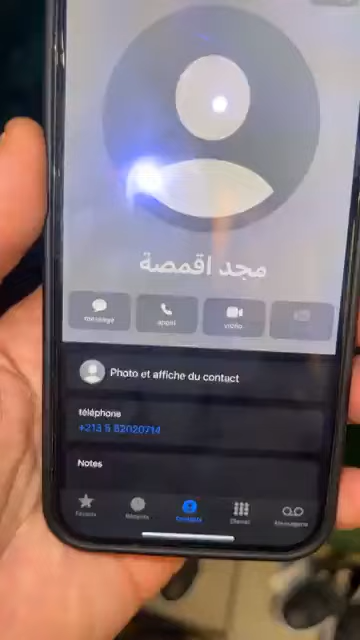 مجد اقمصة
message
appel
vidéo
Photo et affiche du contact
téléphone
+213 5 82020714
Notes
Favoris
Récents
Contacts
Clavier
Messagerie